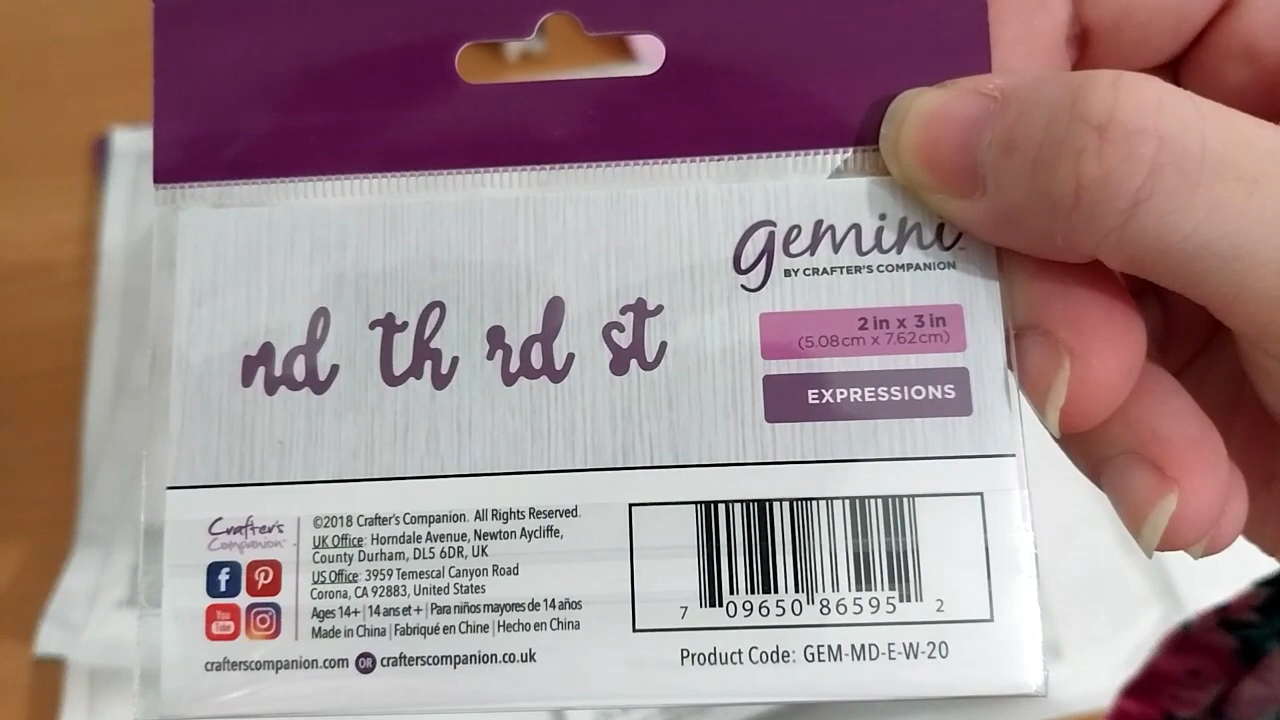 gemini
BY CRAFTER'S COMPANION
2 in x 3 in
(5.08cm x 7.62cm)
EXPRESSIONS
nd th rd st
Crafter's
Companion™
©2018 Crafter's Companion. All Rights Reserved.
UK Office: Horndale Avenue, Newton Aycliffe,
County Durham, DL5 6DR, UK
US Office: 3959 Temescal Canyon Road
Corona, CA 92883, United States
Ages 14+ | 14 ans et + | Para niños mayores de 14 años
Made in China | Fabriqué en Chine | Hecho en China
You
Tube
crafterscompanion.com OR crafterscompanion.co.uk
7 09650 86595 2
Product Code: GEM-MD-E-W-20